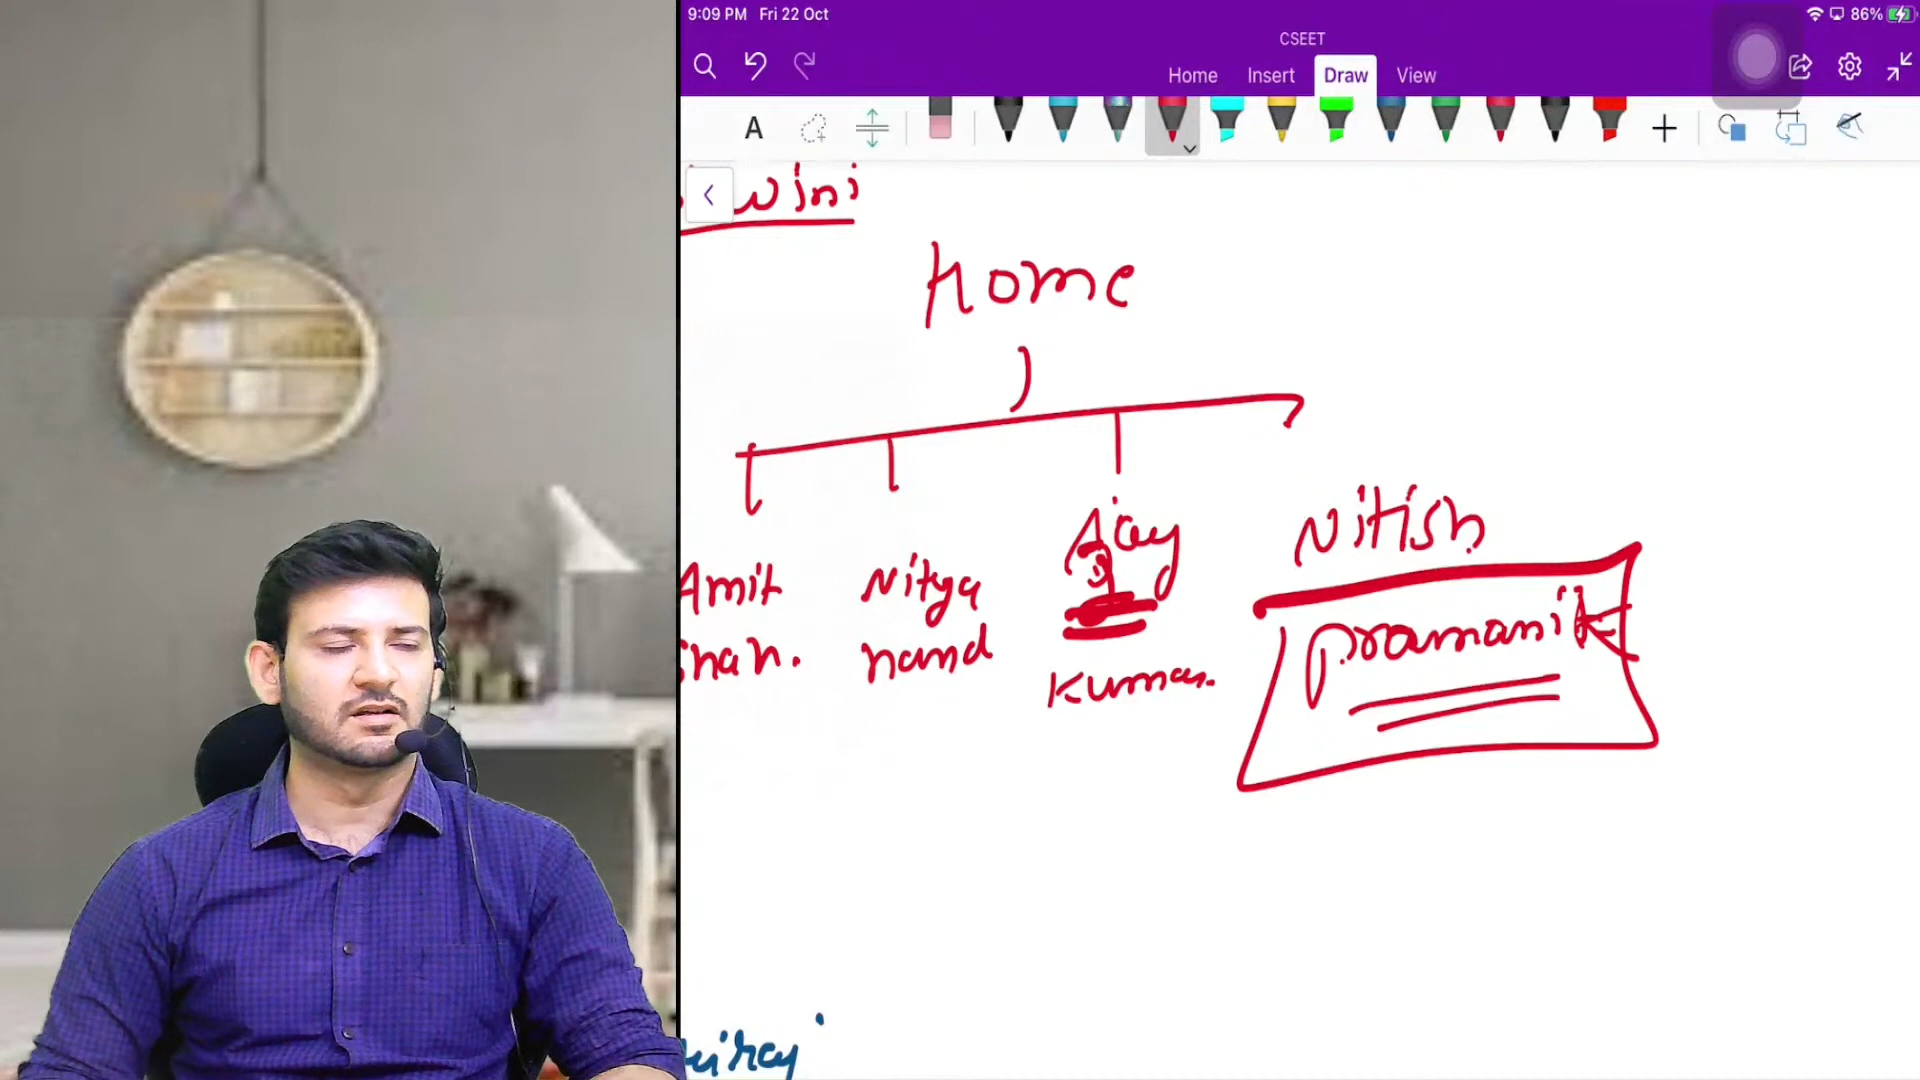 9:09 PM Fri 22 Oct 86%
CSEET
Home Insert Draw View
A
wini
Home
Amit Nitya Ajay Nitish
shah. nand Kumar. pramanik